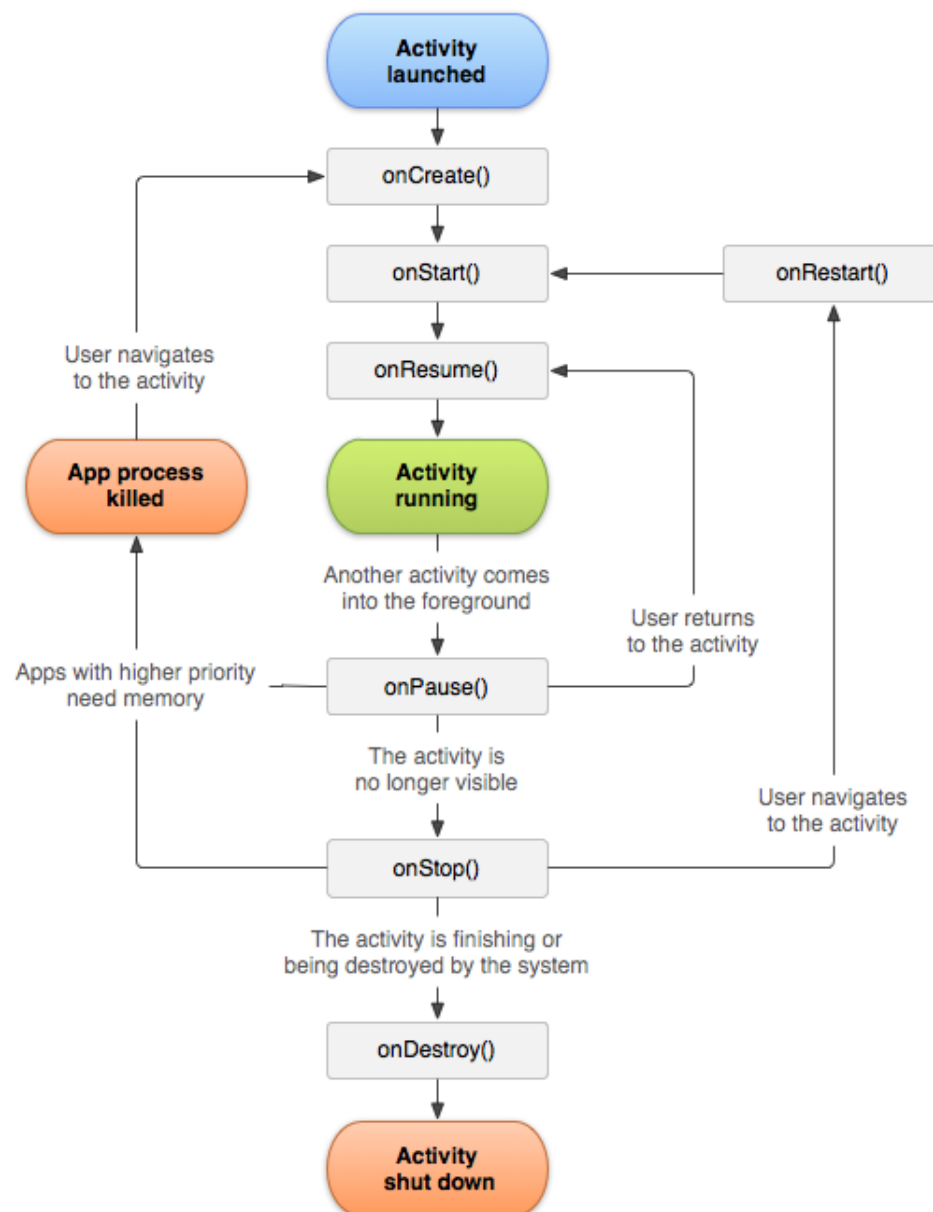 Activity
launched
onCreate()
onStart()
onRestart()
onResume()
User navigates
to the activity
App process
killed
Activity
running
Another activity comes
into the foreground
User returns
to the activity
Apps with higher priority
need memory
onPause()
The activity is
no longer visible
User navigates
to the activity
onStop()
The activity is finishing or
being destroyed by the system
onDestroy()
Activity
shut down